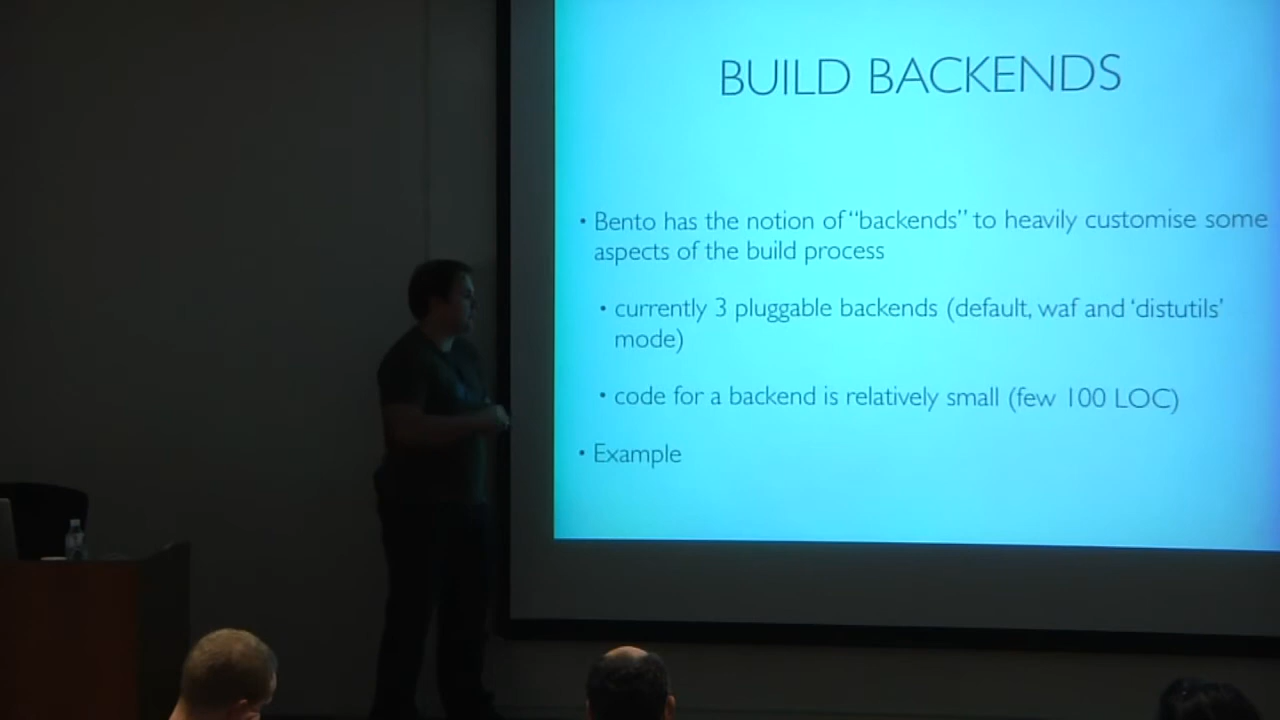 BUILD BACKENDS
• Bento has the notion of “backends” to heavily customise some
aspects of the build process
• currently 3 pluggable backends (default, waf and ‘distutils’
mode)
• code for a backend is relatively small (few 100 LOC)
• Example